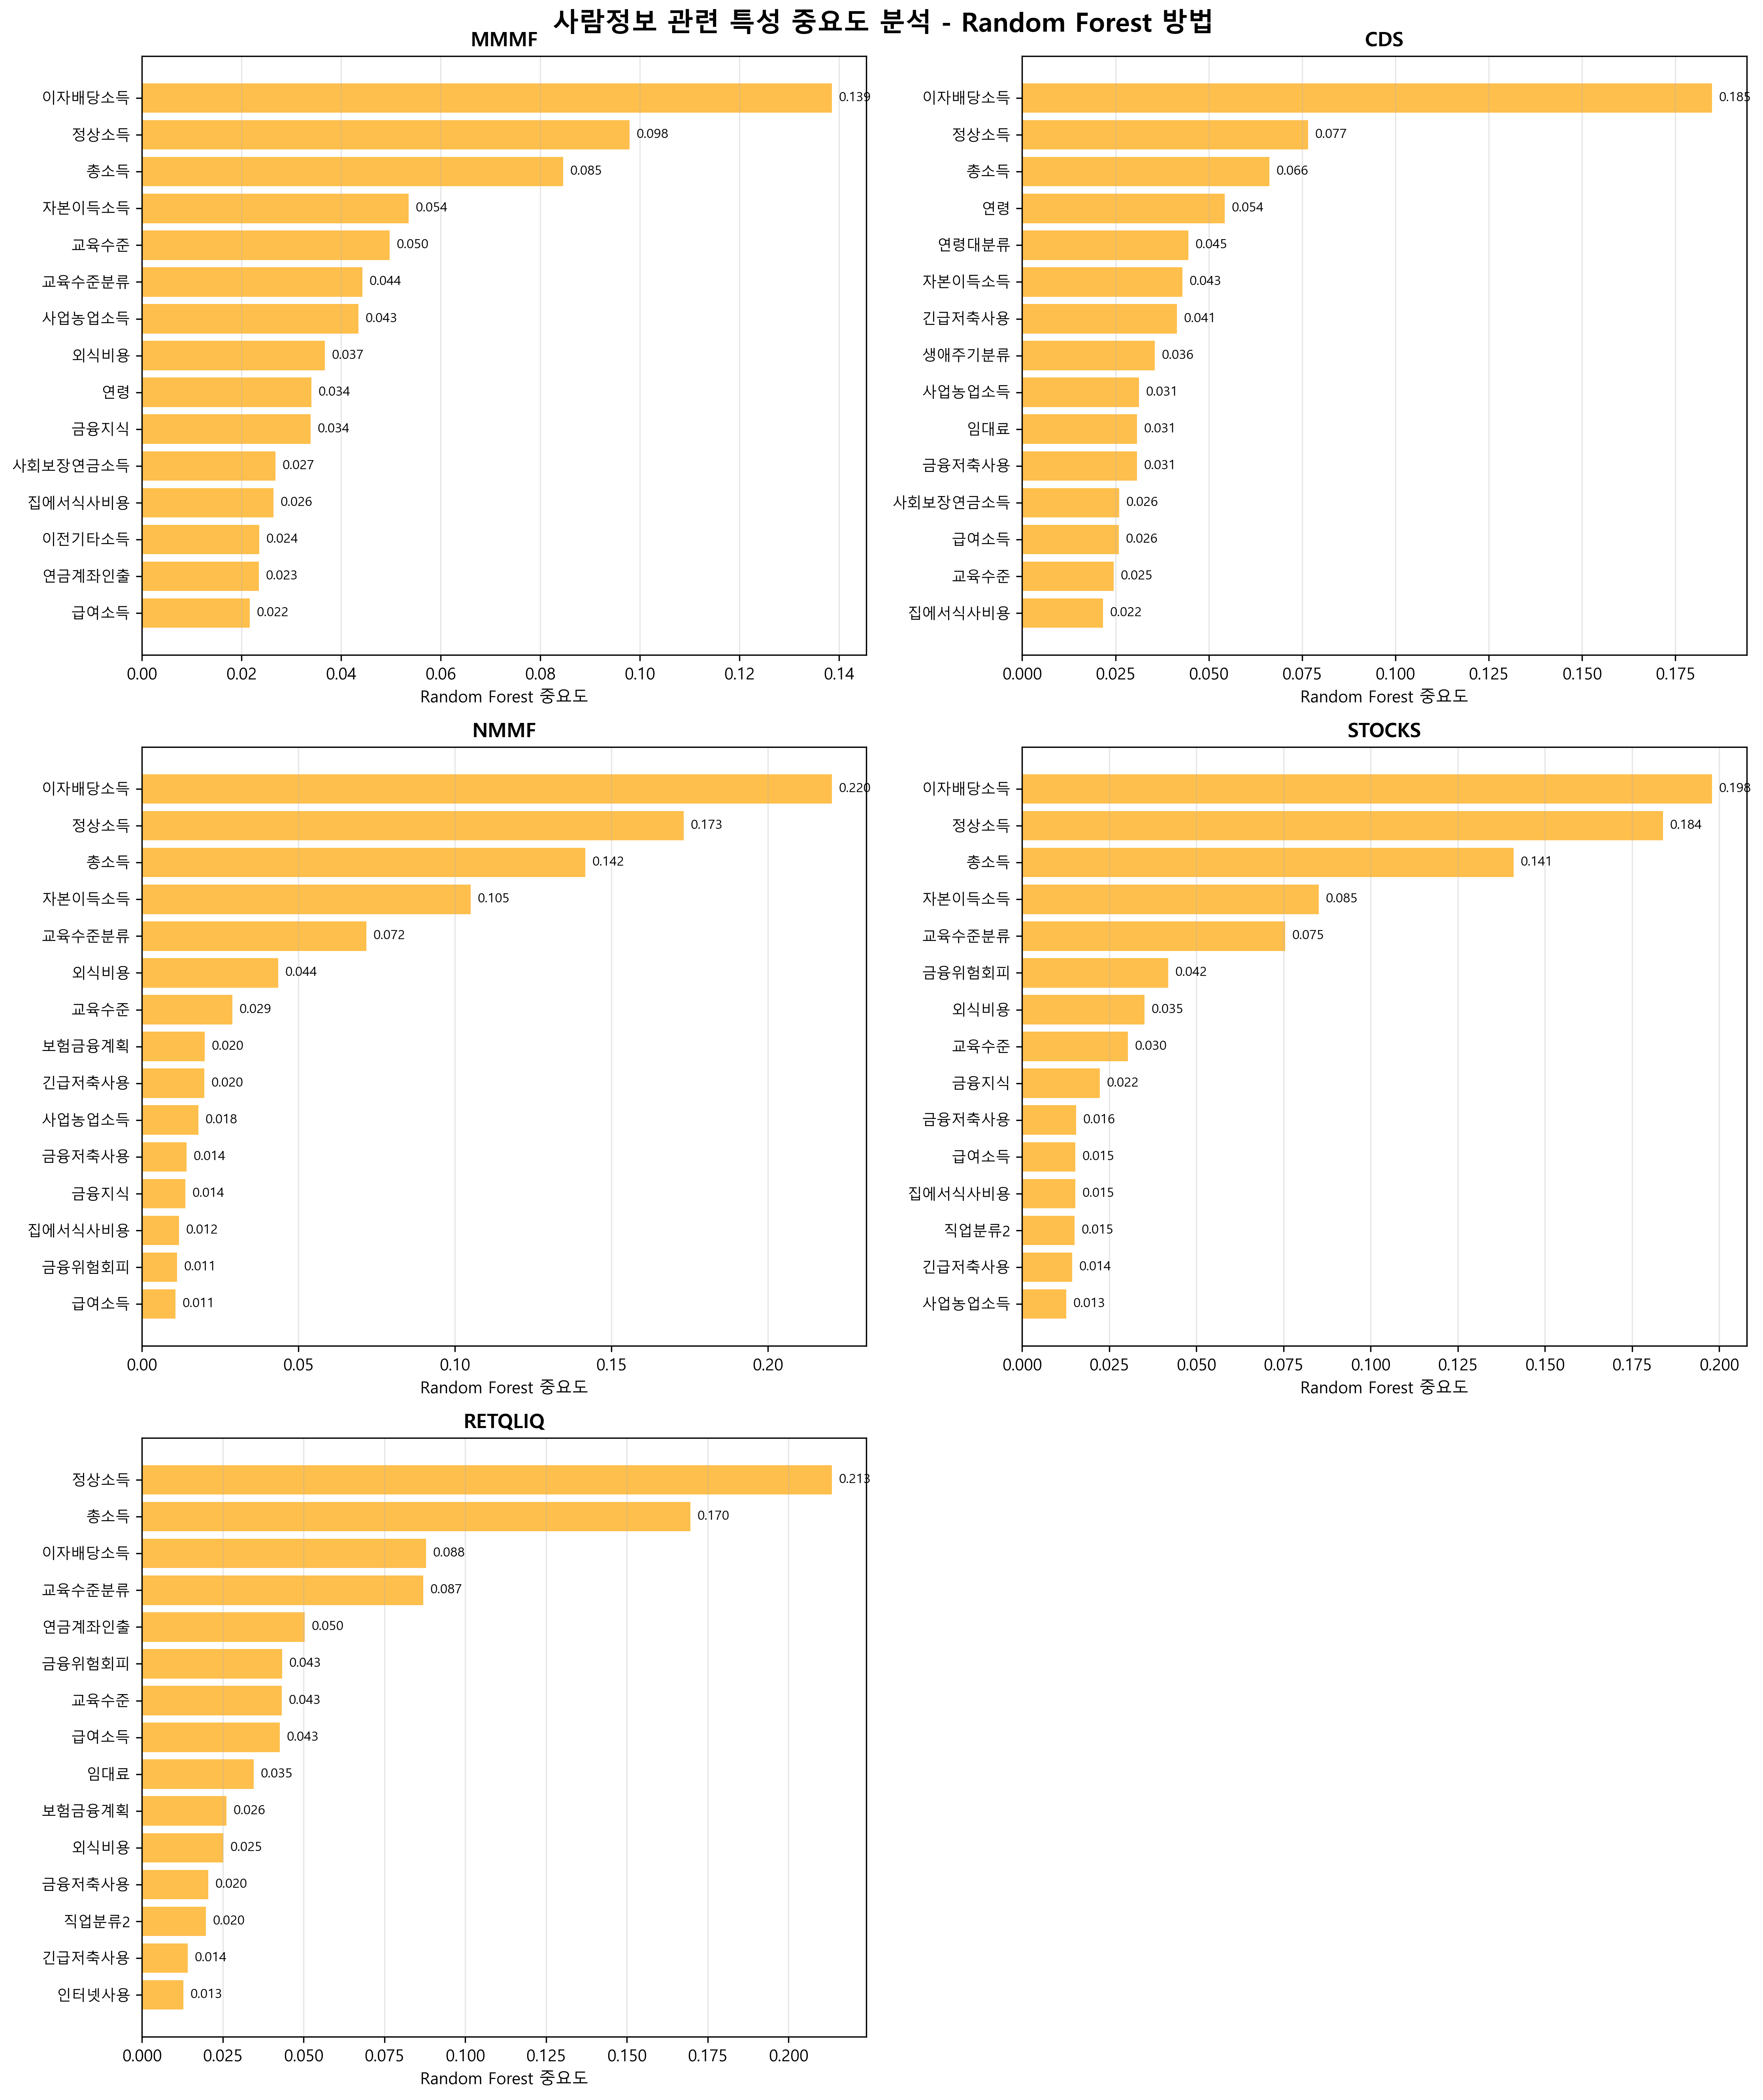 사람정보 관련 특성 중요도 분석 - Random Forest 방법
MMMF
이자배당소득 0.139
정상소득 0.098
총소득 0.085
자본이득소득 0.054
교육수준 0.050
교육수준분류 0.044
사업농업소득 0.043
외식비용 0.037
연령 0.034
금융지식 0.034
사회보장연금소득 0.027
집에서식사비용 0.026
이전기타소득 0.024
연금계좌인출 0.023
급여소득 0.022
0.00 0.02 0.04 0.06 0.08 0.10 0.12 0.14
Random Forest 중요도
CDS
이자배당소득 0.185
정상소득 0.077
총소득 0.066
연령 0.054
연령대분류 0.045
자본이득소득 0.043
긴급저축사용 0.041
생애주기분류 0.036
사업농업소득 0.031
임대료 0.031
금융저축사용 0.031
사회보장연금소득 0.026
급여소득 0.026
교육수준 0.025
집에서식사비용 0.022
0.000 0.025 0.050 0.075 0.100 0.125 0.150 0.175
Random Forest 중요도
NMMF
이자배당소득 0.220
정상소득 0.173
총소득 0.142
자본이득소득 0.105
교육수준분류 0.072
외식비용 0.044
교육수준 0.029
보험금융계획 0.020
긴급저축사용 0.020
사업농업소득 0.018
금융저축사용 0.014
금융지식 0.014
집에서식사비용 0.012
금융위험회피 0.011
급여소득 0.011
0.00 0.05 0.10 0.15 0.20
Random Forest 중요도
STOCKS
이자배당소득 0.198
정상소득 0.184
총소득 0.141
자본이득소득 0.085
교육수준분류 0.075
금융위험회피 0.042
외식비용 0.035
교육수준 0.030
금융지식 0.022
금융저축사용 0.016
급여소득 0.015
집에서식사비용 0.015
직업분류2 0.015
긴급저축사용 0.014
사업농업소득 0.013
0.000 0.025 0.050 0.075 0.100 0.125 0.150 0.175 0.200
Random Forest 중요도
RETQLIQ
정상소득 0.213
총소득 0.170
이자배당소득 0.088
교육수준분류 0.087
연금계좌인출 0.050
금융위험회피 0.043
교육수준 0.043
급여소득 0.043
임대료 0.035
보험금융계획 0.026
외식비용 0.025
금융저축사용 0.020
직업분류2 0.020
긴급저축사용 0.014
인터넷사용 0.013
0.000 0.025 0.050 0.075 0.100 0.125 0.150 0.175 0.200
Random Forest 중요도